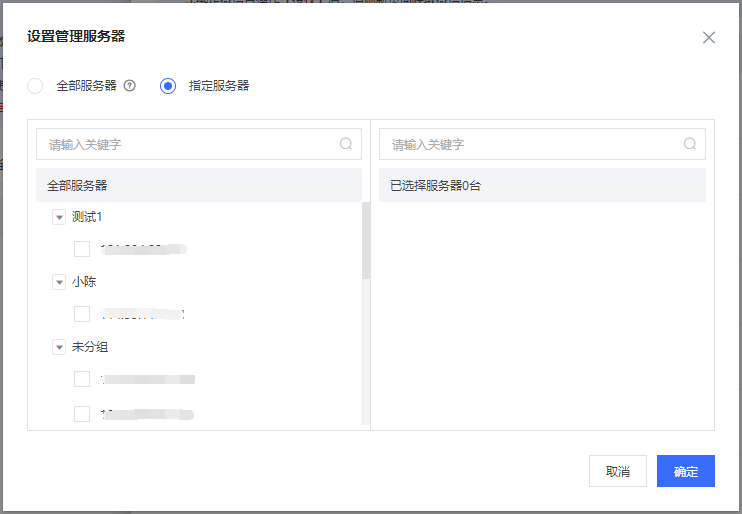 设置管理服务器
全部服务器 指定服务器
请输入关键字
全部服务器
测试1
小陈
未分组
请输入关键字
已选择服务器0台
取消 确定